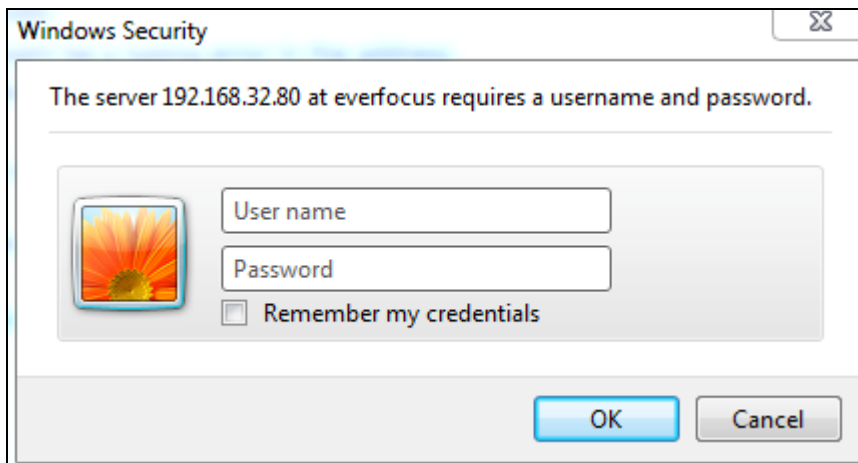 Windows Security
The server 192.168.32.80 at everfocus requires a username and password.
User name
Password
Remember my credentials
OK
Cancel